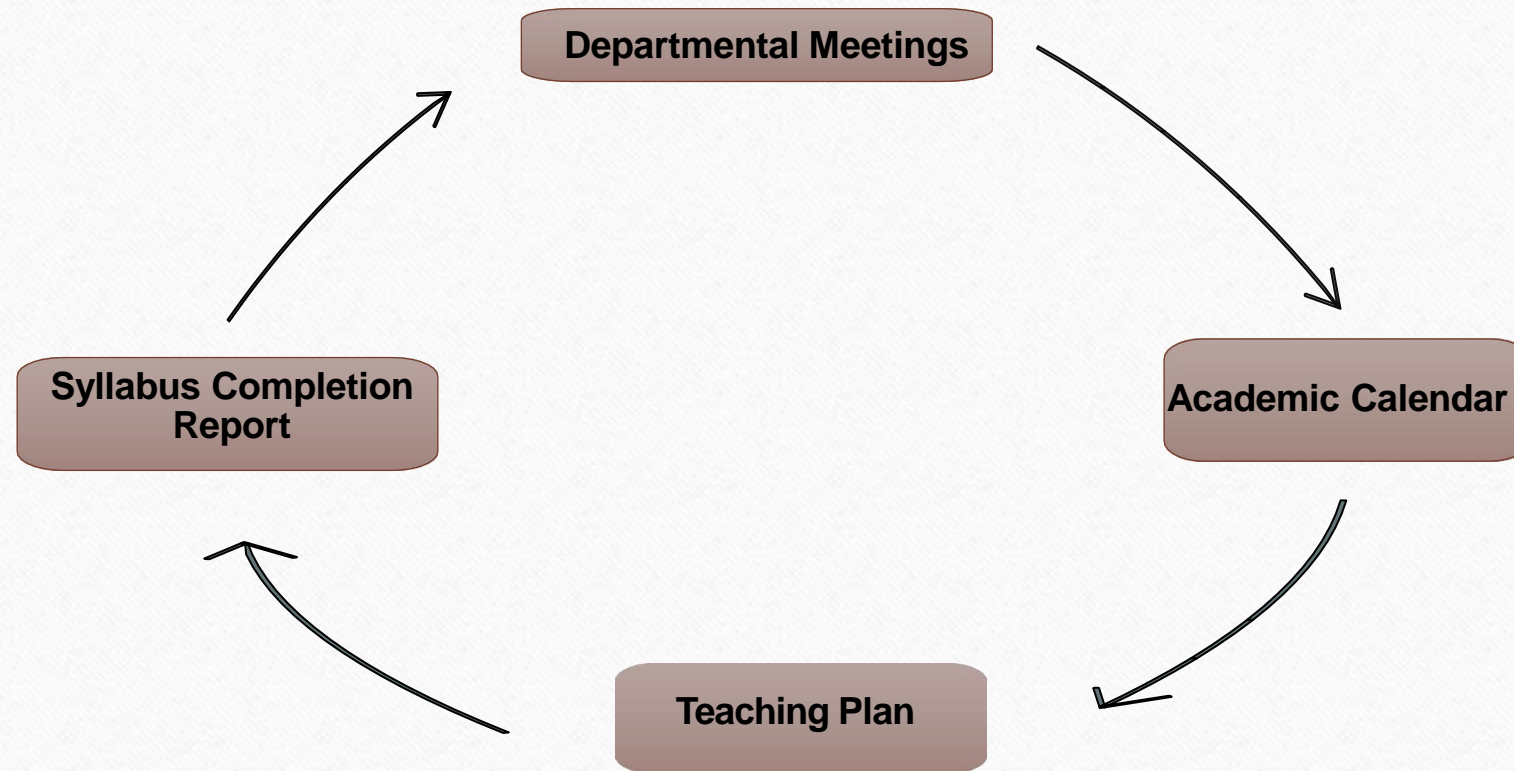 Departmental Meetings
Syllabus Completion
Report
Academic Calendar
Teaching Plan